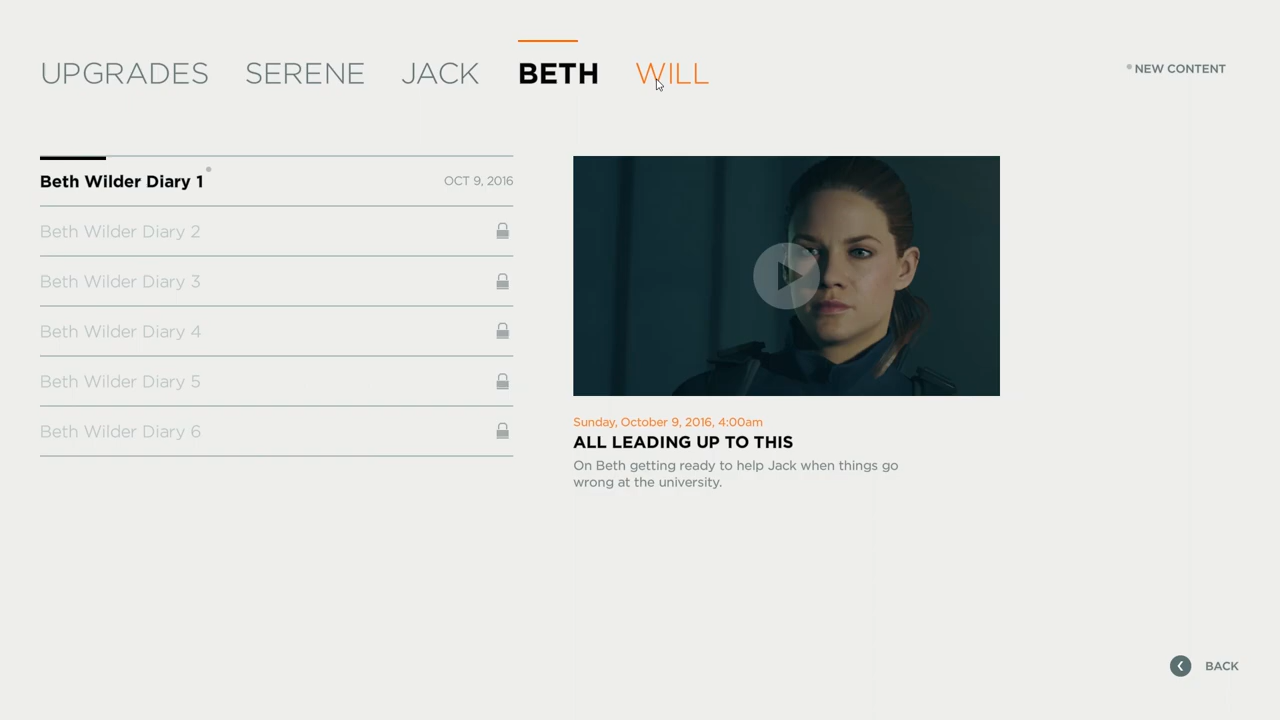 UPGRADES SERENE JACK BETH WILL
NEW CONTENT
Beth Wilder Diary 1 OCT 9, 2016
Beth Wilder Diary 2
Beth Wilder Diary 3
Beth Wilder Diary 4
Beth Wilder Diary 5
Beth Wilder Diary 6
Sunday, October 9, 2016, 4:00am
ALL LEADING UP TO THIS
On Beth getting ready to help Jack when things go
wrong at the university.
BACK